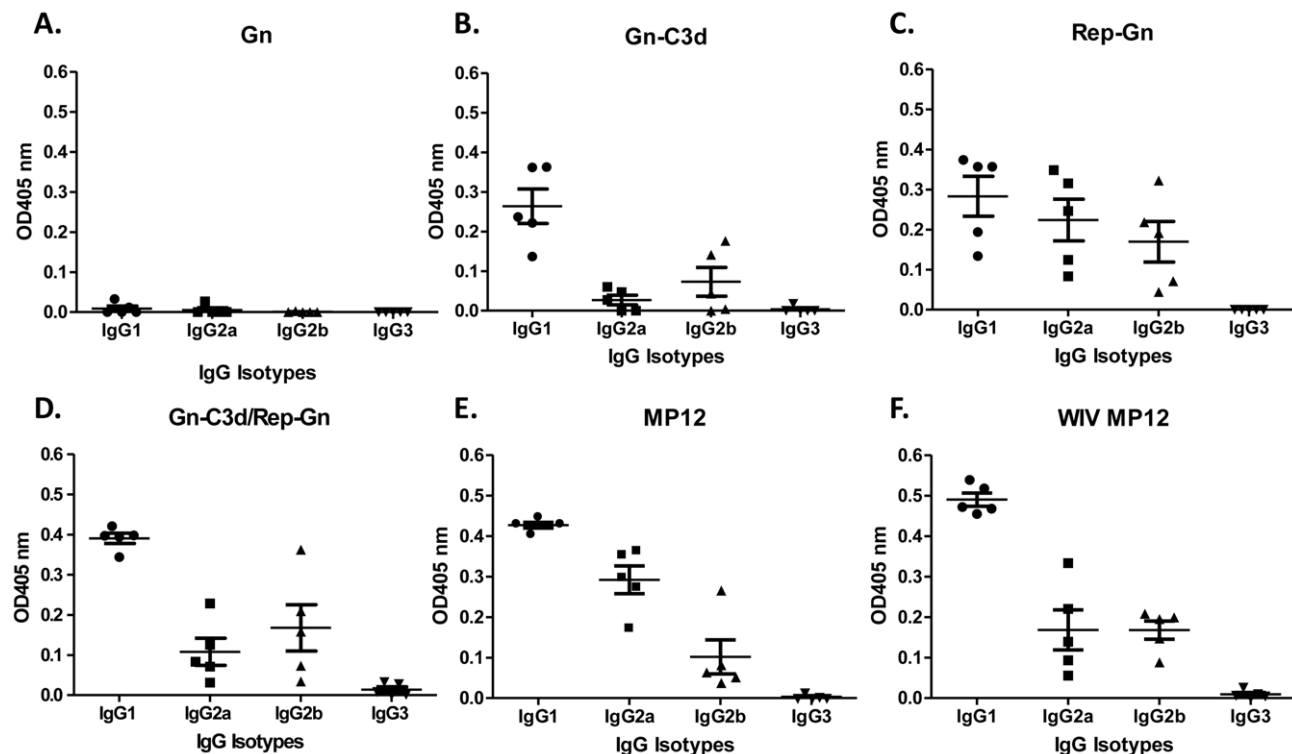 A.
Gn
0.6
0.5
0.4
0.3
0.2
0.1
0.0
OD405 nm
IgG1 IgG2a IgG2b IgG3
IgG Isotypes
B.
Gn-C3d
0.6
0.5
0.4
0.3
0.2
0.1
0.0
OD405 nm
IgG1 IgG2a IgG2b IgG3
IgG Isotypes
C.
Rep-Gn
0.6
0.5
0.4
0.3
0.2
0.1
0.0
OD405 nm
IgG1 IgG2a IgG2b IgG3
IgG Isotypes
D.
Gn-C3d/Rep-Gn
0.6
0.5
0.4
0.3
0.2
0.1
0.0
OD405 nm
IgG1 IgG2a IgG2b IgG3
IgG Isotypes
E.
MP12
0.6
0.5
0.4
0.3
0.2
0.1
0.0
OD405 nm
IgG1 IgG2a IgG2b IgG3
IgG Isotypes
F.
WIV MP12
0.6
0.5
0.4
0.3
0.2
0.1
0.0
OD405 nm
IgG1 IgG2a IgG2b IgG3
IgG Isotypes